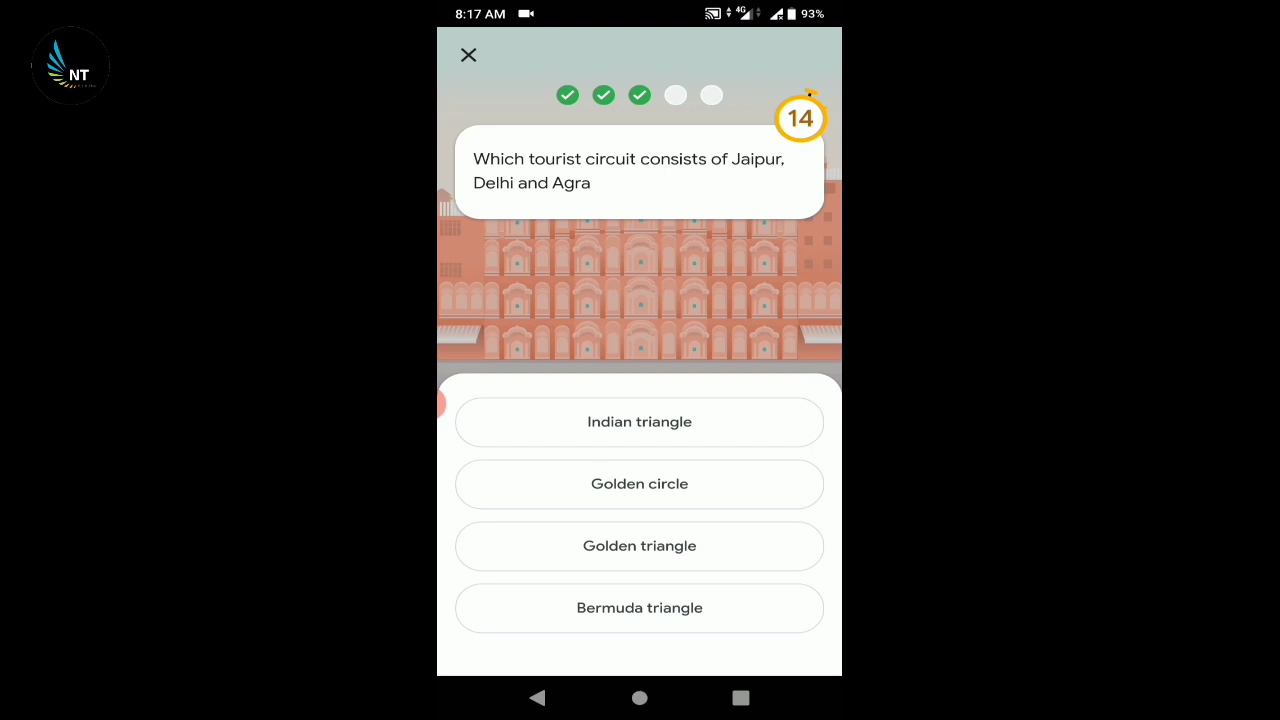 8:17 AM
4G
93%
NT
14
Which tourist circuit consists of Jaipur,
Delhi and Agra
Indian triangle
Golden circle
Golden triangle
Bermuda triangle